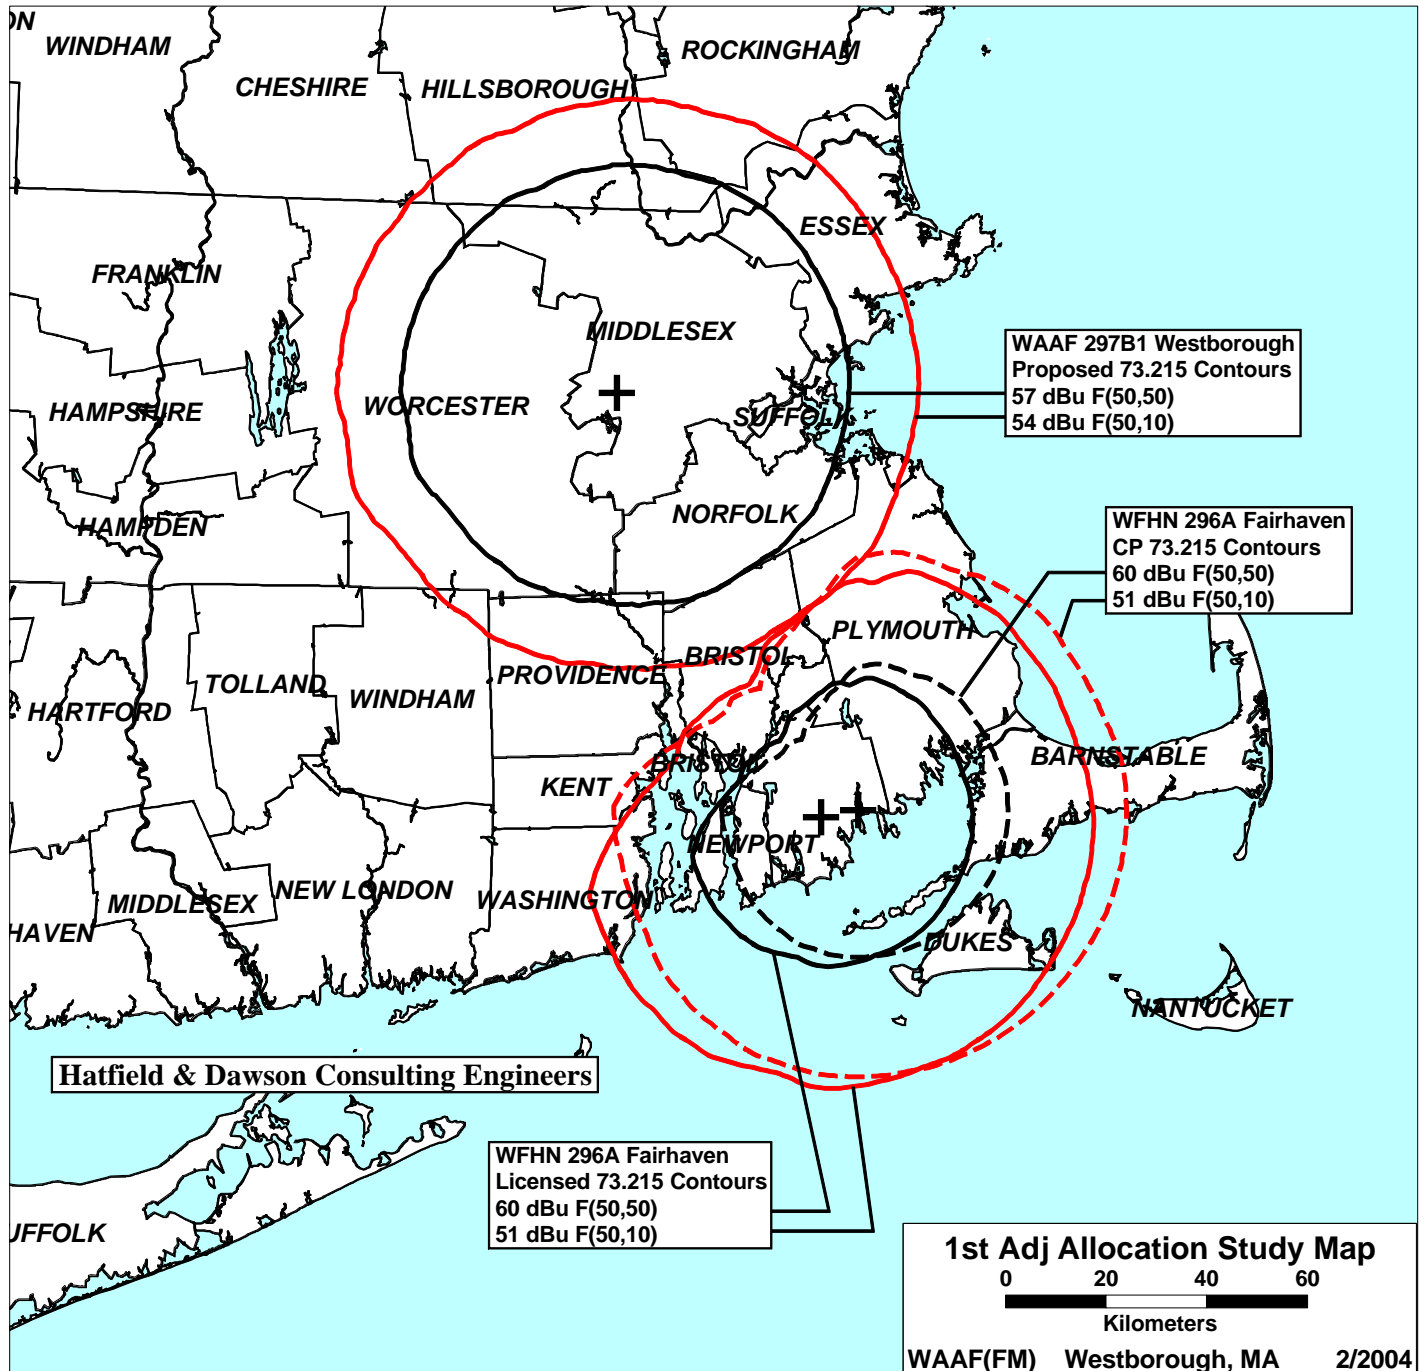 ON
WINDHAM
ROCKINGHAM
CHESHIRE
HILLSBOROUGH
ESSEX
FRANKLIN
MIDDLESEX
WAAF 297B1 Westborough
Proposed 73.215 Contours
57 dBu F(50,50)
54 dBu F(50,10)
HAMPSHIRE
WORCESTER
SUFFOLK
NORFOLK
HAMPDEN
WFHN 296A Fairhaven
CP 73.215 Contours
60 dBu F(50,50)
51 dBu F(50,10)
PLYMOUTH
BRISTOL
PROVIDENCE
TOLLAND
WINDHAM
HARTFORD
BRISTOL
BARNSTABLE
KENT
NEWPORT
MIDDLESEX
NEW LONDON
WASHINGTON
HAVEN
DUKES
NANTUCKET
Hatfield & Dawson Consulting Engineers
WFHN 296A Fairhaven
Licensed 73.215 Contours
60 dBu F(50,50)
51 dBu F(50,10)
UFFOLK
1st Adj Allocation Study Map
0 20 40 60
Kilometers
WAAF(FM) Westborough, MA 2/2004